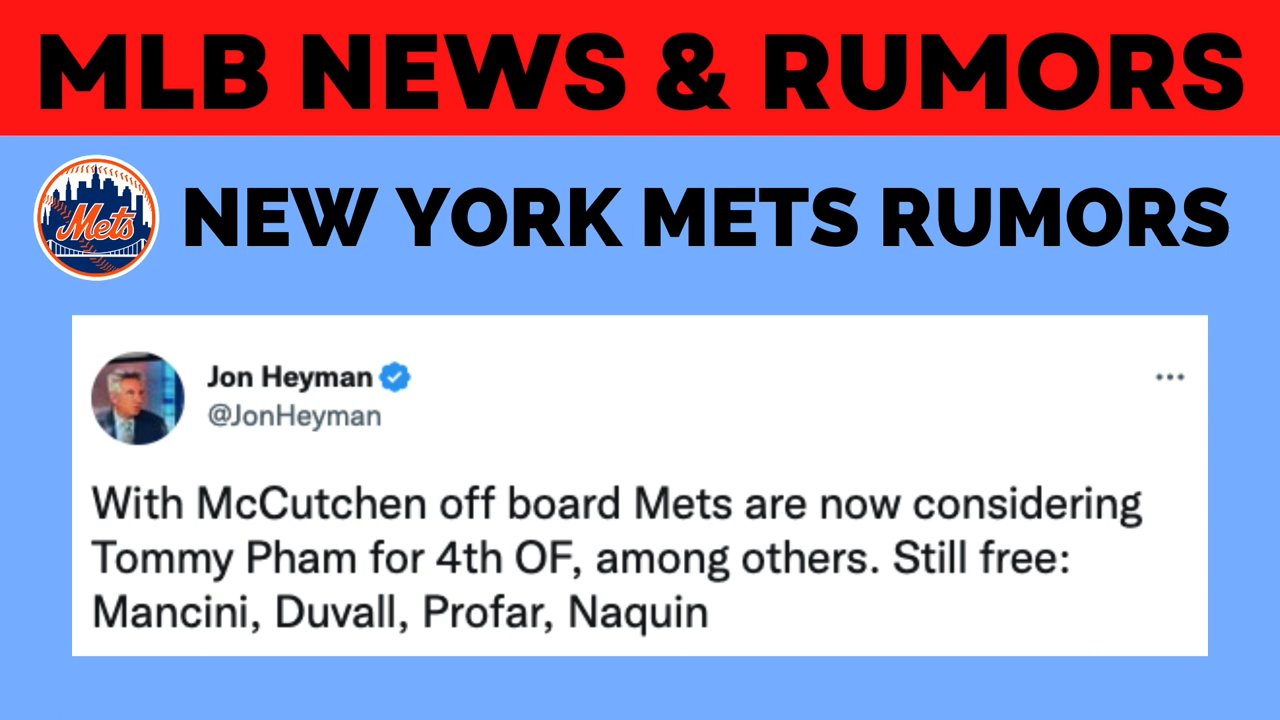 MLB NEWS & RUMORS
Mets
NEW YORK METS RUMORS
Jon Heyman
@JonHeyman
With McCutchen off board Mets are now considering
Tommy Pham for 4th OF, among others. Still free:
Mancini, Duvall, Profar, Naquin